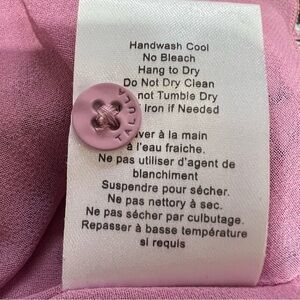 Handwash Cool
No Bleach
Hang to Dry
Do Not Dry Clean
not Tumble Dry
Iron if Needed
TALULA
ver à la main
à l'eau fraiche.
Ne pas utiliser d'agent de
blanchiment
Suspendre pour sécher.
Ne pas nettory à sec.
Ne pas sécher par culbutage.
Repasser à basse température
si requis